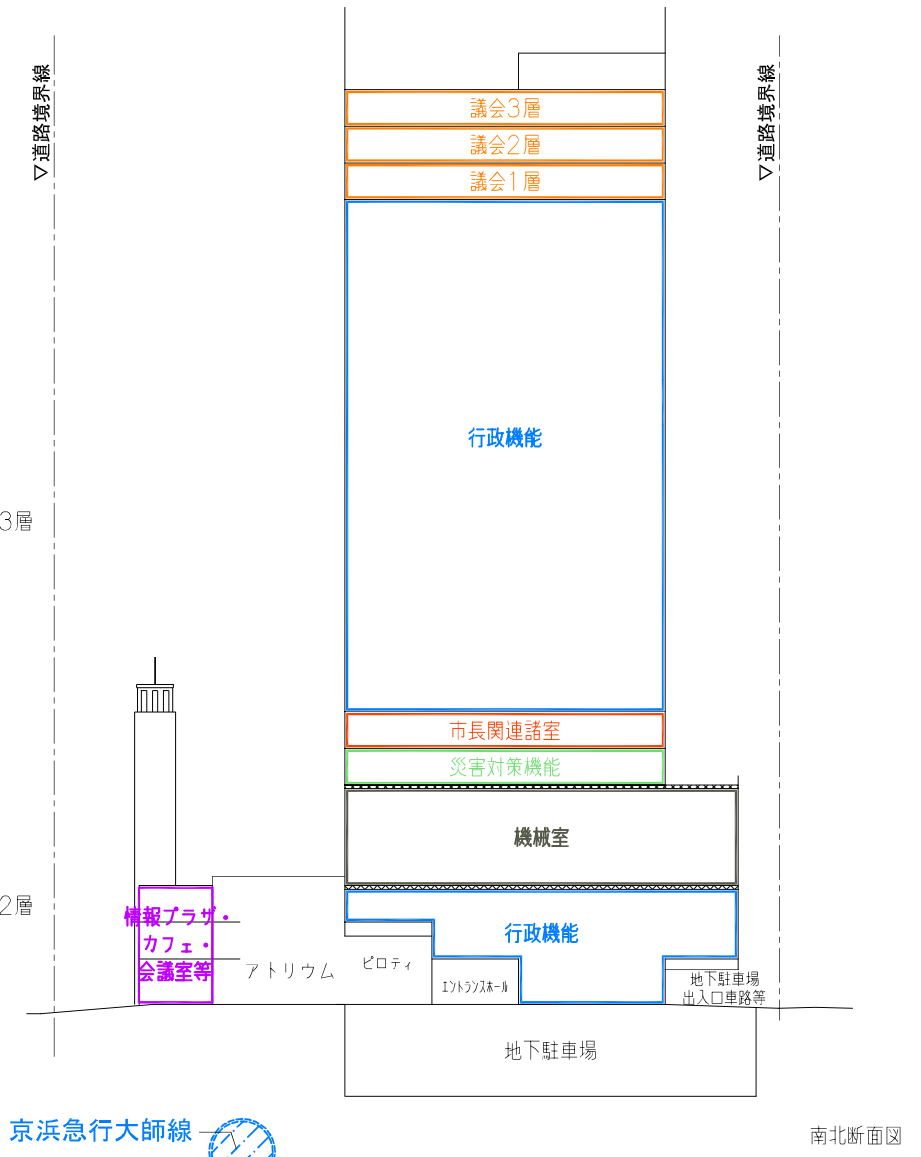 ▽道路境界線
▽道路境界線
議会3層
議会2層
議会1層
行政機能
3層
市長関連諸室
災害対策機能
機械室
2層
情報プラザ・
カフェ・
会議室等
アトリウム
ピロティ
エントランスホール
行政機能
地下駐車場
出入口車路等
地下駐車場
京浜急行大師線
南北断面図